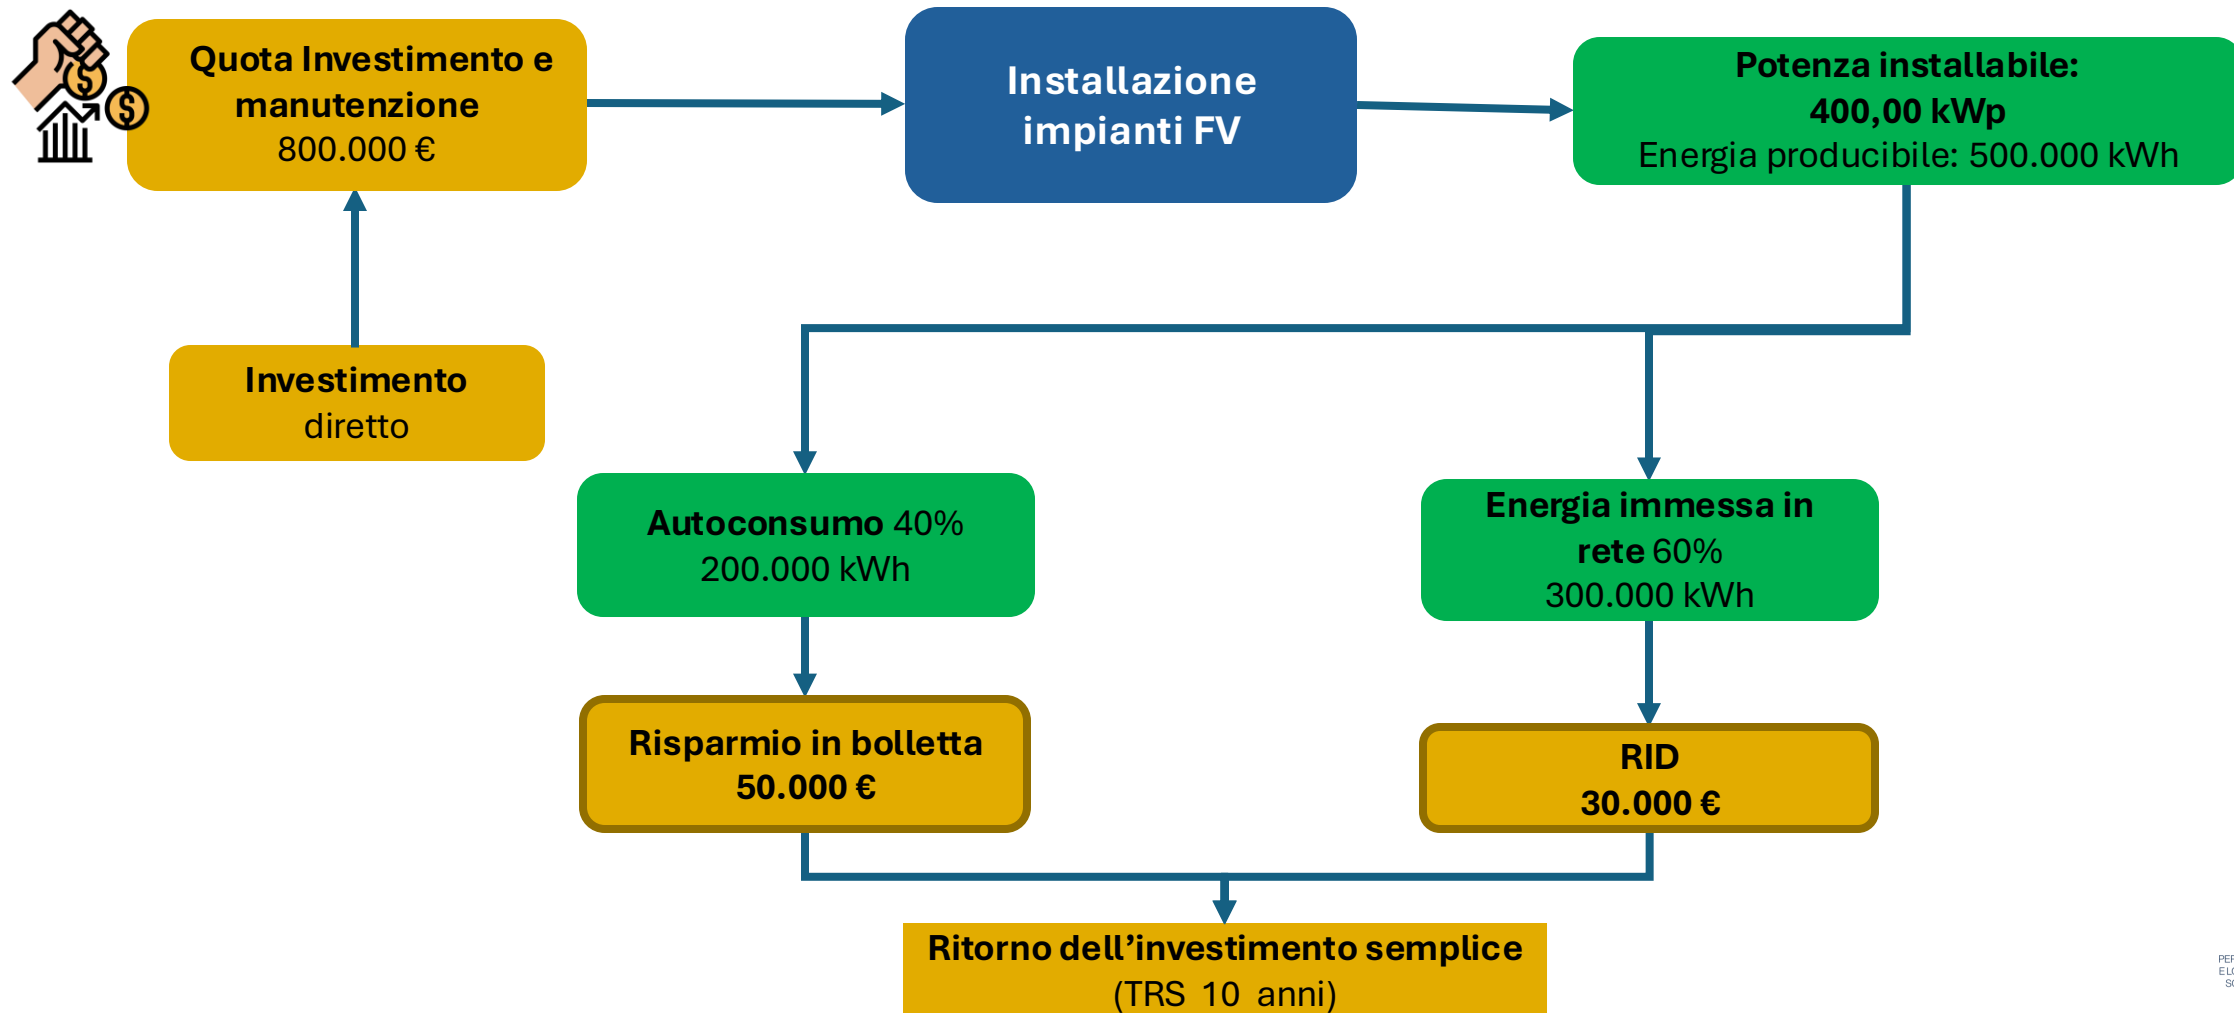 Quota Investimento e
manutenzione
800.000 €
Installazione
impianti FV
Potenza installabile:
400,00 kWp
Energia producibile: 500.000 kWh
Investimento
diretto
Autoconsumo 40%
200.000 kWh
Energia immessa in
rete 60%
300.000 kWh
Risparmio in bolletta
50.000 €
RID
30.000 €
Ritorno dell’investimento semplice
(TRS 10 anni)